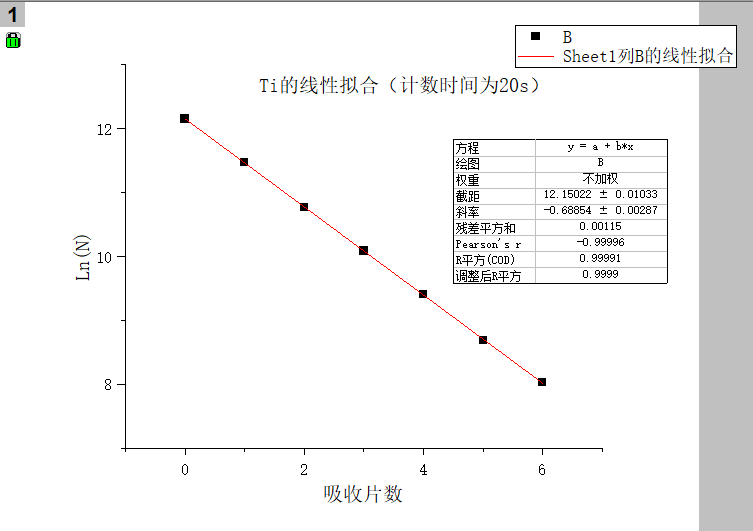 1
B
Sheet1列B的线性拟合
Ti的线性拟合（计数时间为20s）
方程 y = a + b*x
绘图 B
权重 不加权
截距 12.15022 ± 0.01033
斜率 -0.68854 ± 0.00287
残差平方和 0.00115
Pearson's r -0.99996
R平方(COD) 0.99991
调整后R平方 0.9999
Ln(N)
12
10
8
0 2 4 6
吸收片数